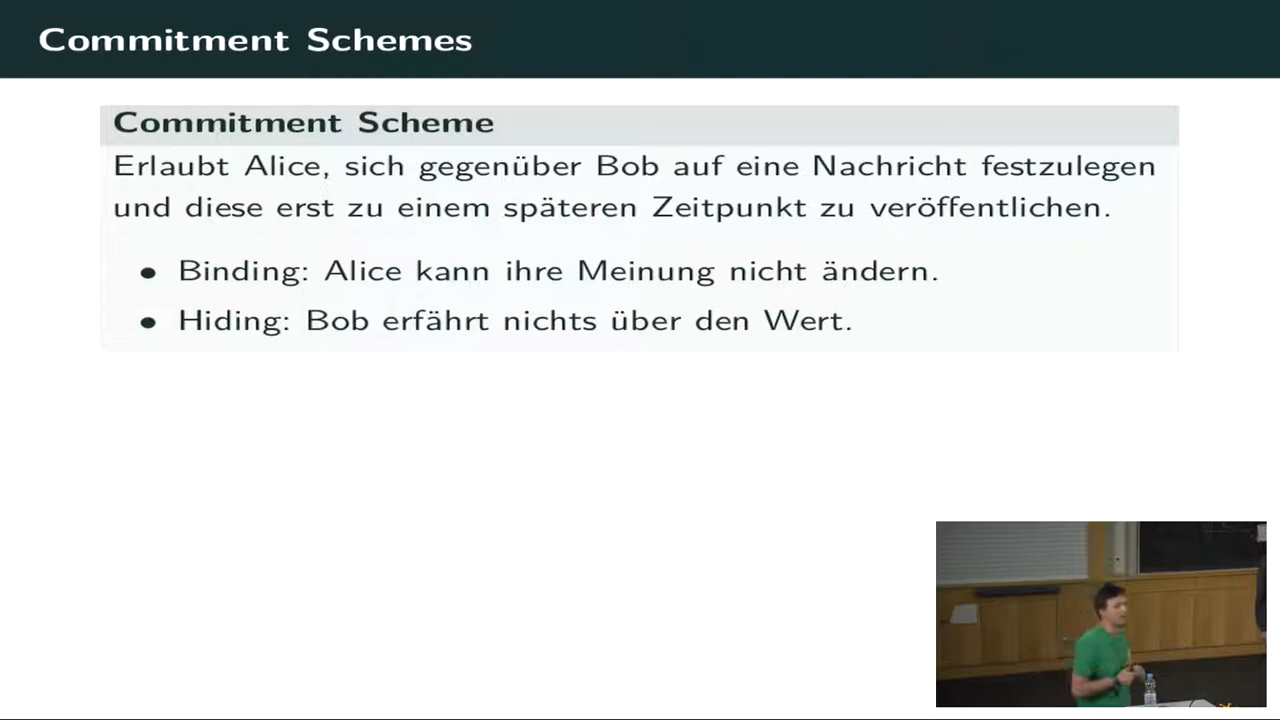 Commitment Schemes
Commitment Scheme
Erlaubt Alice, sich gegenüber Bob auf eine Nachricht festzulegen
und diese erst zu einem späteren Zeitpunkt zu veröffentlichen.
• Binding: Alice kann ihre Meinung nicht ändern.
• Hiding: Bob erfährt nichts über den Wert.